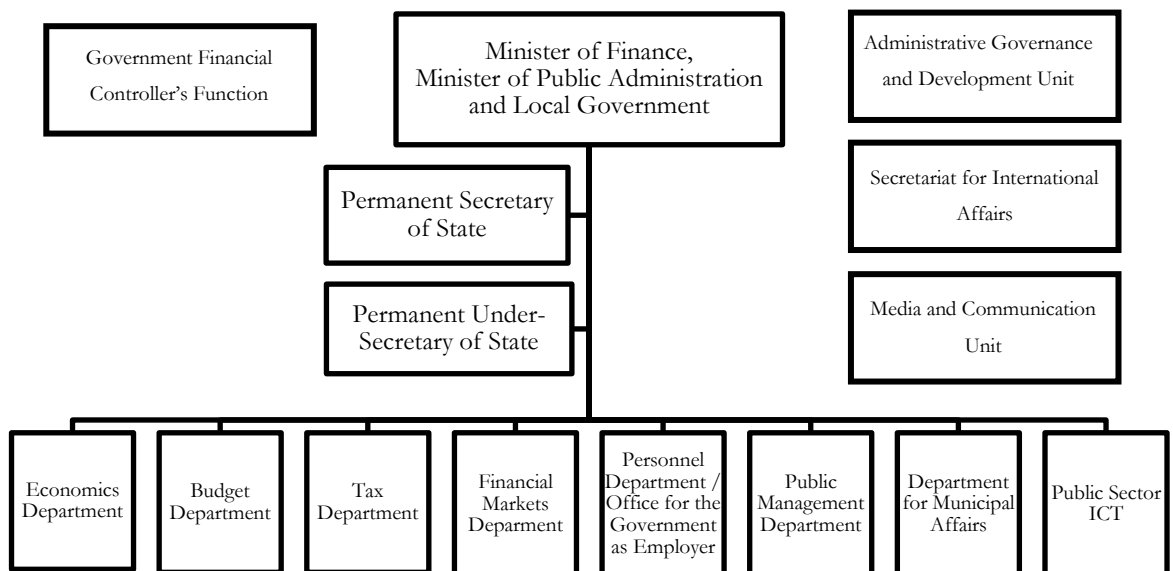 Government Financial
Controller's Function
Minister of Finance,
Minister of Public Administration
and Local Government
Administrative Governance
and Development Unit
Permanent Secretary
of State
Secretariat for International
Affairs
Permanent Under-
Secretary of State
Media and Communication
Unit
Economics
Department
Budget
Department
Tax
Department
Financial
Markets
Deparment
Personnel
Department /
Office for the
Government
as Employer
Public
Management
Department
Department
for Municipal
Affairs
Public Sector
ICT